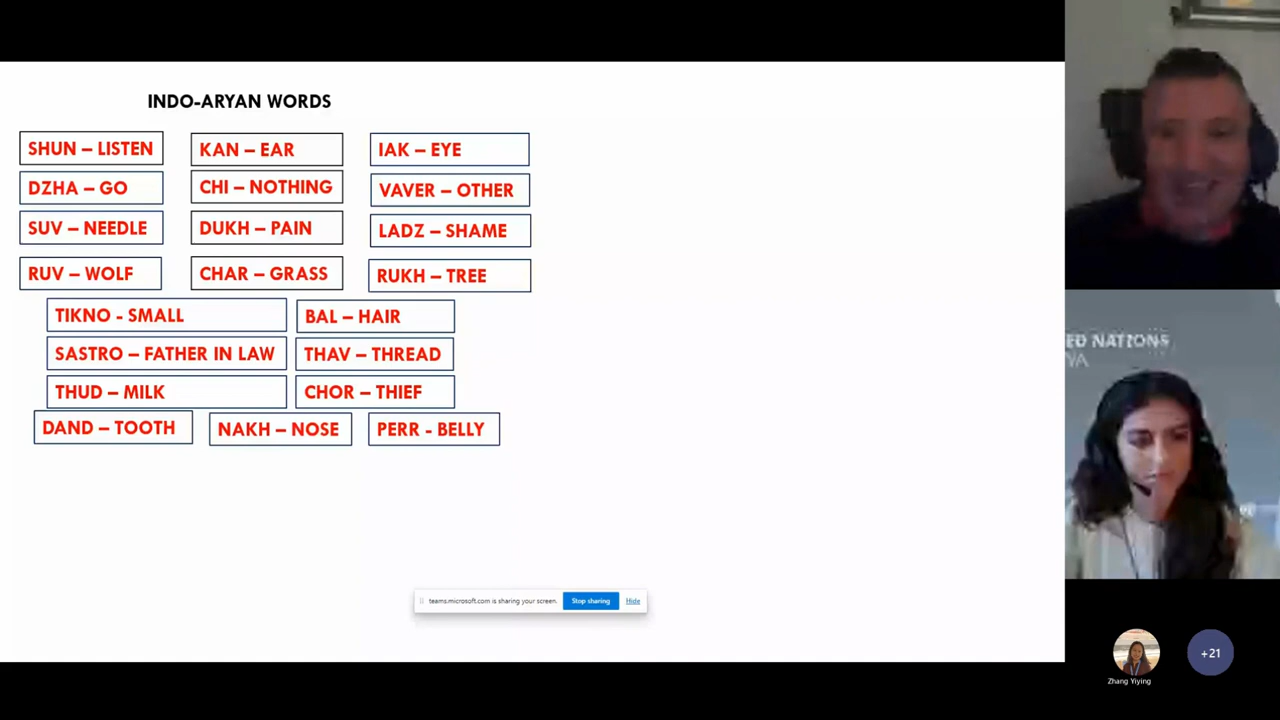 INDO-ARYAN WORDS
SHUN – LISTEN
KAN – EAR
IAK – EYE
DZHA – GO
CHI – NOTHING
VAVER – OTHER
SUV – NEEDLE
DUKH – PAIN
LADZ – SHAME
RUV – WOLF
CHAR – GRASS
RUKH – TREE
TIKNO - SMALL
BAL – HAIR
SASTRO – FATHER IN LAW
THAV – THREAD
THUD – MILK
CHOR – THIEF
DAND – TOOTH
NAKH – NOSE
PERR - BELLY
teams.microsoft.com is sharing your screen.
Stop sharing
Hide
ED NATIONS
YA
Zhang Yiying
+21